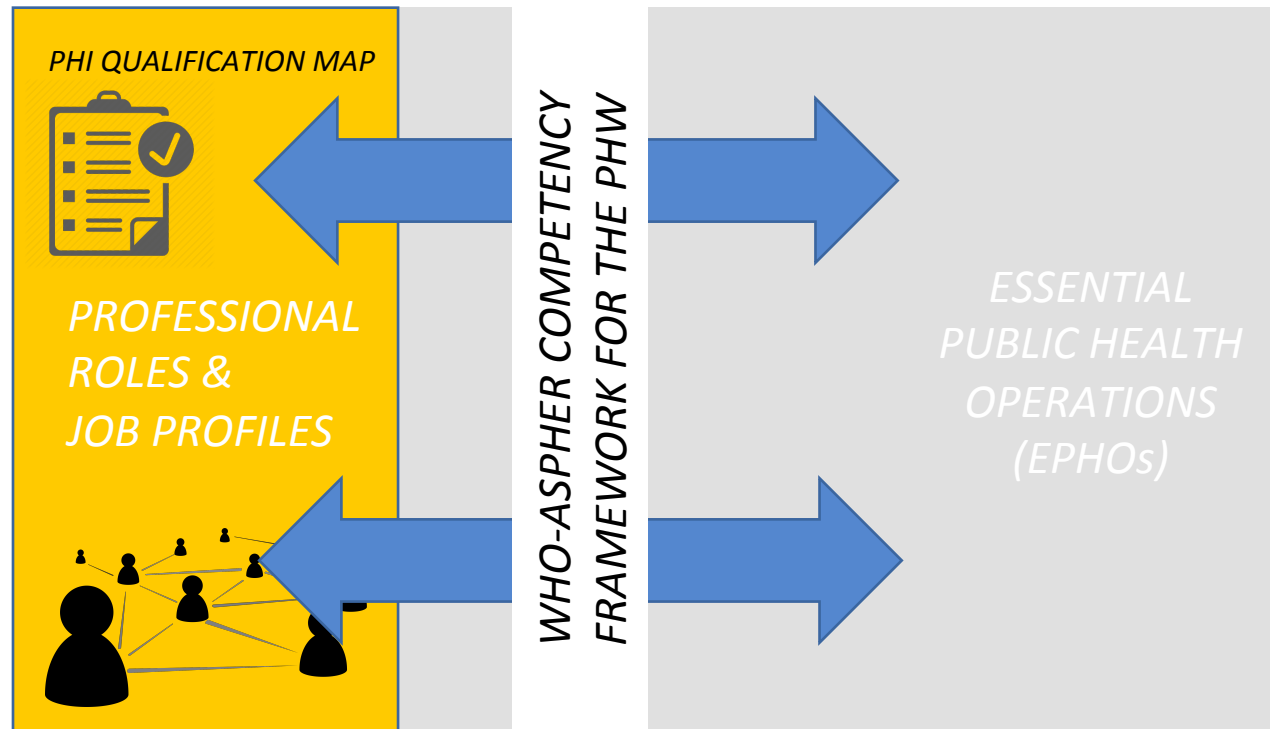 PHI QUALIFICATION MAP
PROFESSIONAL
ROLES &
JOB PROFILES
WHO-ASPHER COMPETENCY
FRAMEWORK FOR THE PHW
ESSENTIAL
PUBLIC HEALTH
OPERATIONS
(EPHOs)